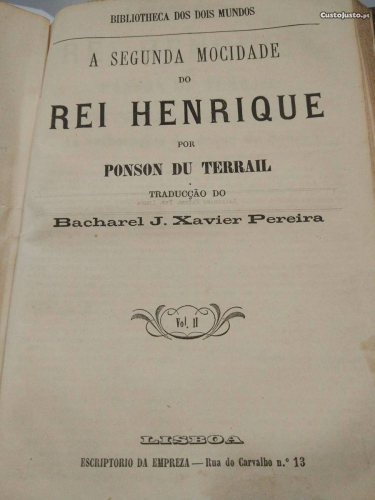 CustoJusto.pt
BIBLIOTHECA DOS DOIS MUNDOS
A SEGUNDA MOCIDADE
DO
REI HENRIQUE
POR
PONSON DU TERRAIL
TRADUCÇÃO DO
Bacharel J. Xavier Pereira
Vol. II
LISBOA
ESCRIPTORIO DA EMPREZA — Rua do Carvalho n.º 13